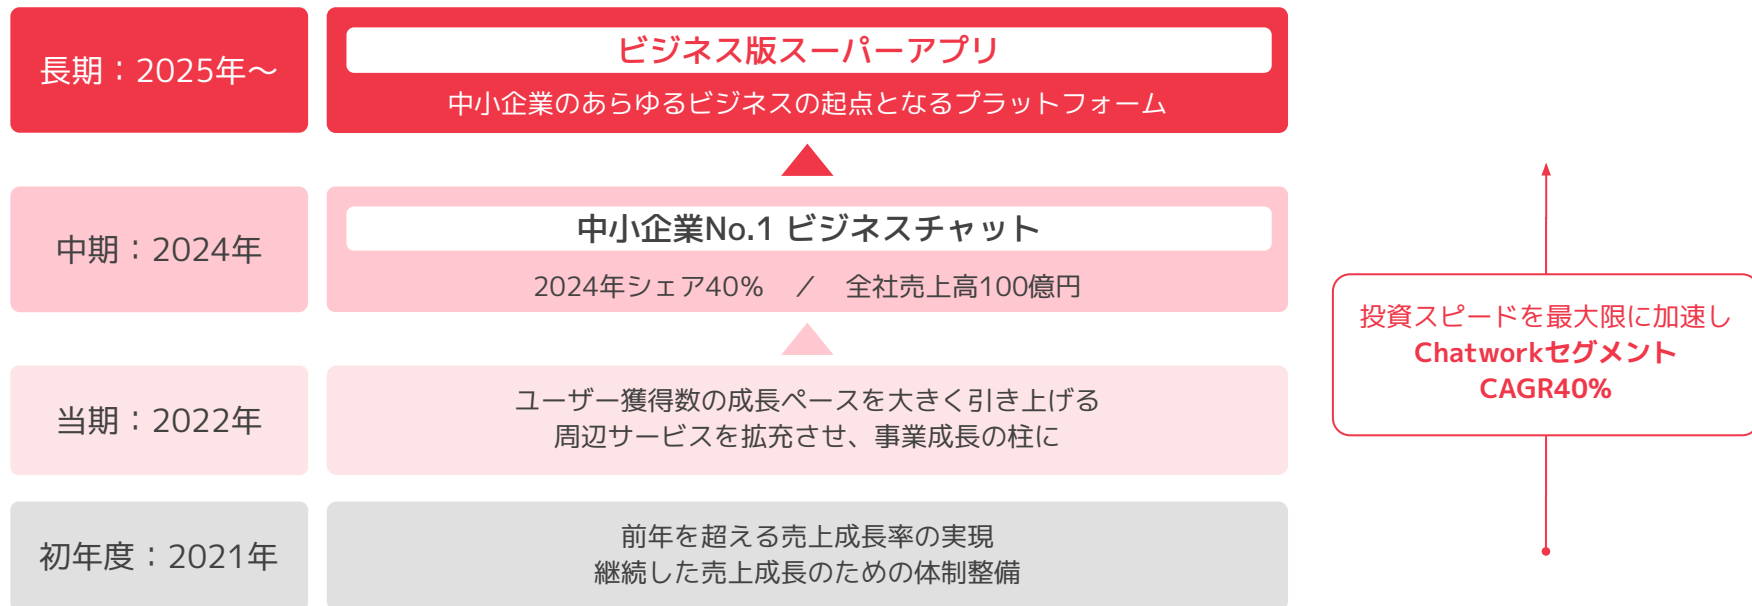 長期：2025年～
ビジネス版スーパーアプリ
中小企業のあらゆるビジネスの起点となるプラットフォーム
中期：2024年
中小企業No.1 ビジネスチャット
2024年シェア40%　／　全社売上高100億円
投資スピードを最大限に加速し
Chatworkセグメント
CAGR40%
当期：2022年
ユーザー獲得数の成長ペースを大きく引き上げる
周辺サービスを拡充させ、事業成長の柱に
初年度：2021年
前年を超える売上成長率の実現
継続した売上成長のための体制整備